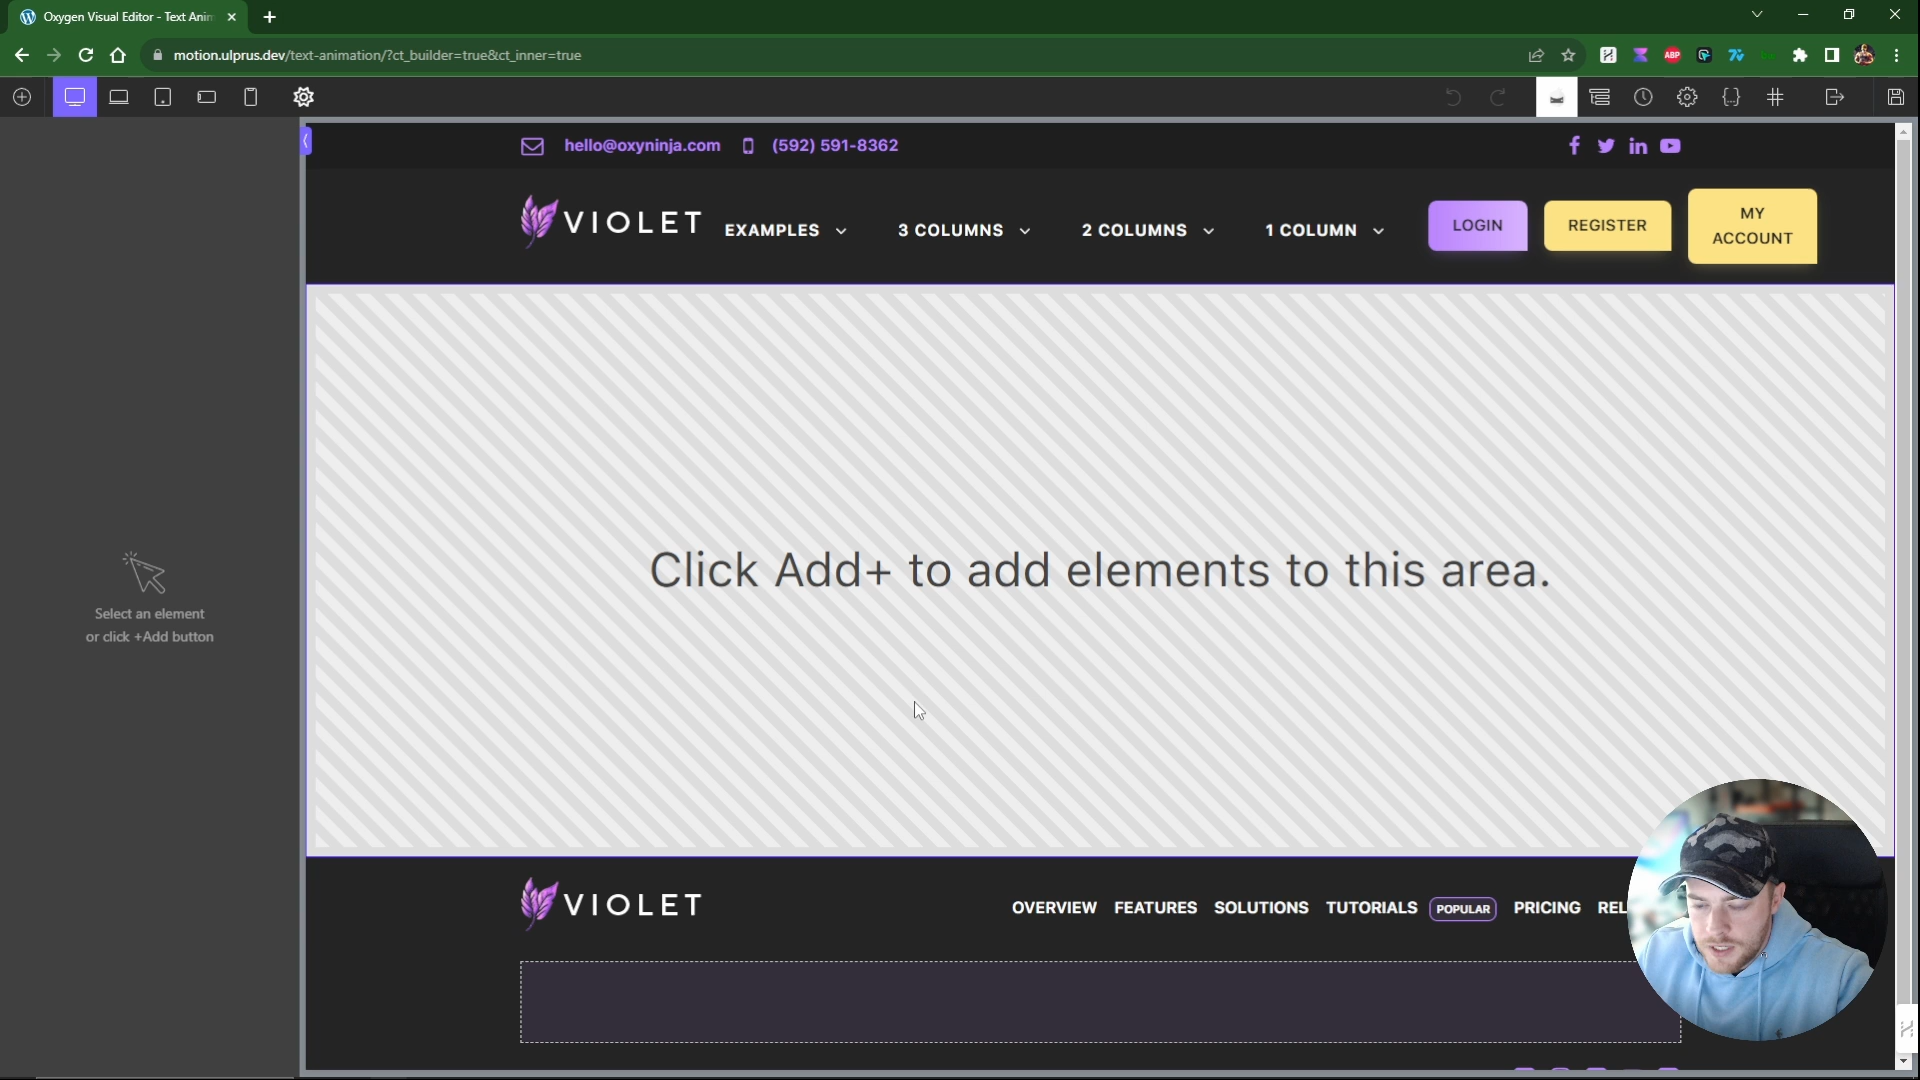 Oxygen Visual Editor - Text Anim
motion.ulprus.dev/text-animation/?ct_builder=true&ct_inner=true
hello@oxyninja.com (592) 591-8362
VIOLET
EXAMPLES 3 COLUMNS 2 COLUMNS 1 COLUMN
LOGIN
REGISTER
MY
ACCOUNT
Click Add+ to add elements to this area.
Select an element
or click +Add button
VIOLET
OVERVIEW FEATURES SOLUTIONS TUTORIALS POPULAR PRICING REL